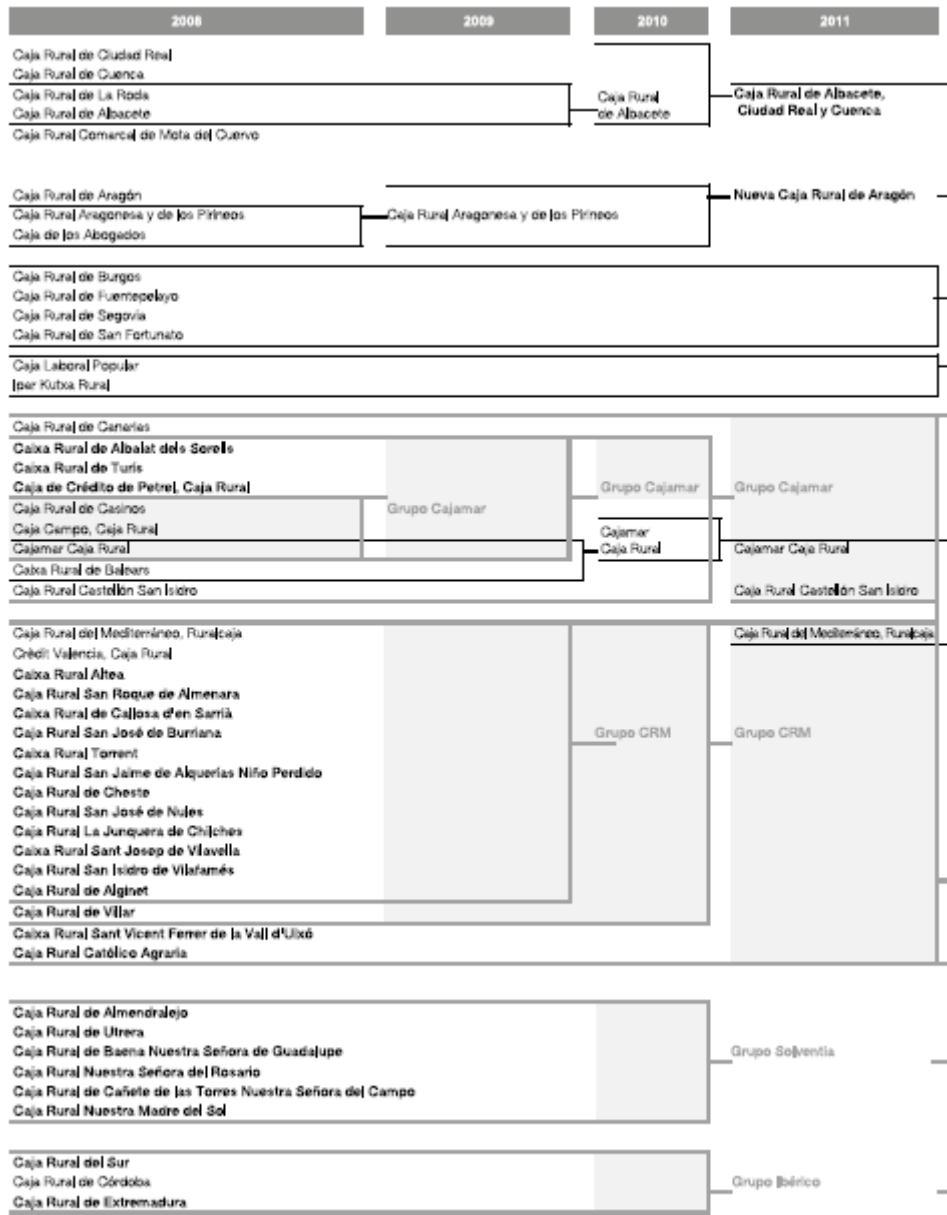 2008 2009 2010 2011
Caja Rural de Ciudad Real
Caja Rural de Cuenca
Caja Rural de La Roda
Caja Rural de Albacete
Caja Rural Comarcal de Mota del Cuervo
Caja Rural
de Albacete
Caja Rural de Albacete,
Ciudad Real y Cuenca
Caja Rural de Aragón
Caja Rural Aragonesa y de los Pirineos
Caja de los Abogados
Caja Rural Aragonesa y de los Pirineos
Nueva Caja Rural de Aragón
Caja Rural de Burgos
Caja Rural de Fuentepelayo
Caja Rural de Segovia
Caja Rural de San Fortunato
Caja Laboral Popular
Ipar Kutxa Rural
Caja Rural de Canarias
Caixa Rural de Albalat dels Sorells
Caixa Rural de Turís
Caja de Crédito de Petrel, Caja Rural
Caja Rural de Casinos
Caja Campo, Caja Rural
Cajamar Caja Rural
Caixa Rural de Balears
Caja Rural Castellón San Isidro
Grupo Cajamar
Grupo Cajamar
Cajamar
Caja Rural
Grupo Cajamar
Cajamar Caja Rural
Caja Rural Castellón San Isidro
Caja Rural del Mediterráneo, Ruralcaja
Crèdit Valencia, Caja Rural
Caixa Rural Altea
Caja Rural San Roque de Almenara
Caixa Rural de Callosa d'en Sarrià
Caja Rural San José de Burriana
Caixa Rural Torrent
Caja Rural San Jaime de Alquerías Niño Perdido
Caja Rural de Cheste
Caja Rural San José de Nules
Caja Rural La Junquera de Chilches
Caixa Rural Sant Josep de Vilavella
Caja Rural San Isidro de Vilafamés
Caja Rural de Alginet
Caja Rural de Villar
Caixa Rural Sant Vicent Ferrer de la Vall d'Uixó
Caja Rural Católico Agraria
Grupo CRM
Caja Rural del Mediterráneo, Ruralcaja
Grupo CRM
Caja Rural de Almendralejo
Caja Rural de Utrera
Caja Rural de Baena Nuestra Señora de Guadalupe
Caja Rural Nuestra Señora del Rosario
Caja Rural de Cañete de las Torres Nuestra Señora del Campo
Caja Rural Nuestra Madre del Sol
Grupo Solventia
Caja Rural del Sur
Caja Rural de Córdoba
Caja Rural de Extremadura
Grupo Ibérico